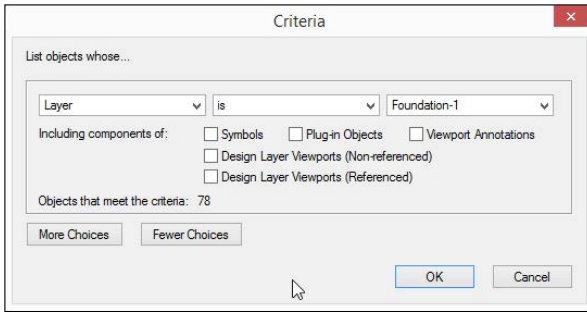 Criteria
List objects whose...
Layer is Foundation-1
Including components of: Symbols Plug-in Objects Viewport Annotations
Design Layer Viewports (Non-referenced)
Design Layer Viewports (Referenced)
Objects that meet the criteria: 78
More Choices Fewer Choices
OK Cancel